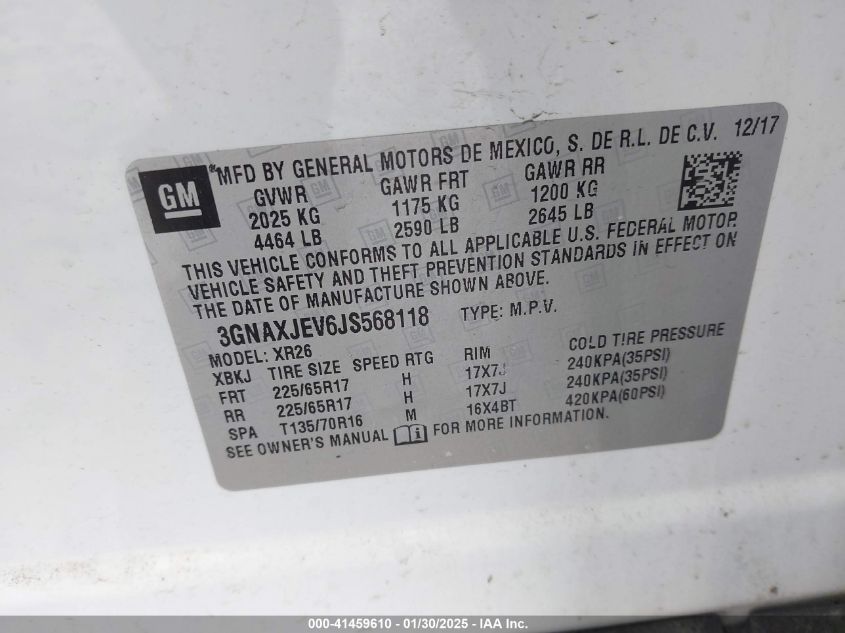 GM
"MFD BY GENERAL MOTORS DE MEXICO, S. DE R.L. DE C.V. 12/17
GVWR GAWR FRT GAWR RR
2025 KG 1175 KG 1200 KG
4464 LB 2590 LB 2645 LB
THIS VEHICLE CONFORMS TO ALL APPLICABLE U.S. FEDERAL MOTOR
VEHICLE SAFETY AND THEFT PREVENTION STANDARDS IN EFFECT ON
THE DATE OF MANUFACTURE SHOWN ABOVE.
3GNAXJEV6JS568118 TYPE: M.P.V.
MODEL: XR26
XBKJ TIRE SIZE SPEED RTG RIM COLD TIRE PRESSURE
FRT 225/65R17 H 17X7J 240KPA(35PSI)
RR 225/65R17 H 17X7J 240KPA(35PSI)
SPA T135/70R16 M 16X4BT 420KPA(60PSI)
SEE OWNER'S MANUAL FOR MORE INFORMATION.
000-41459610 - 01/30/2025 - IAA Inc.